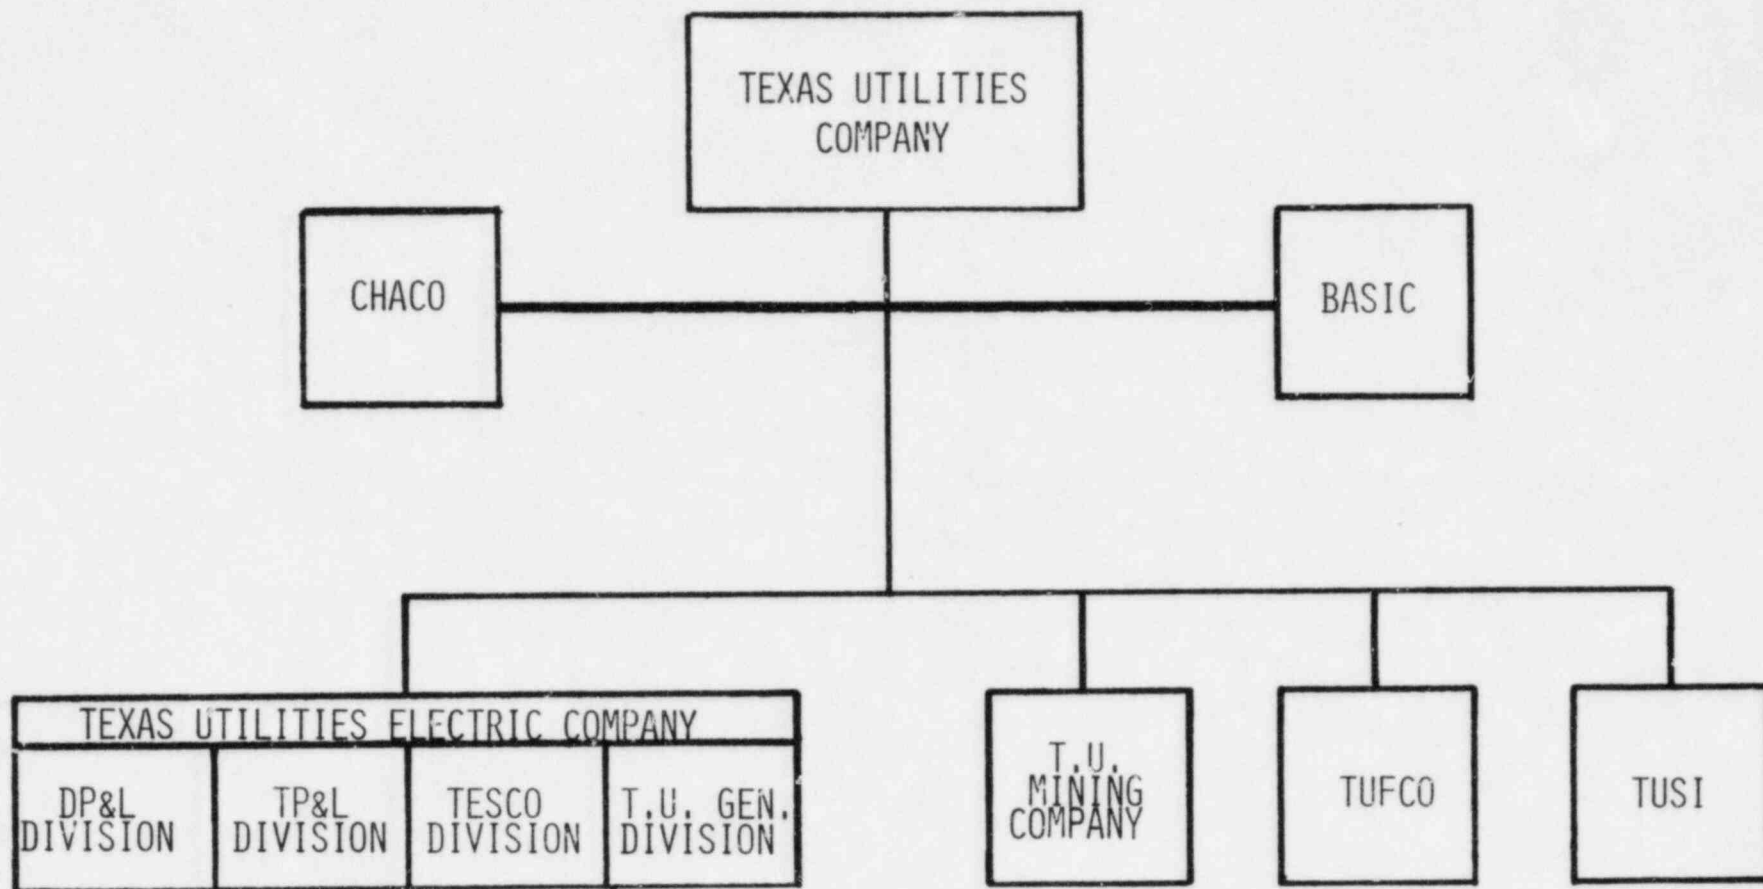 TEXAS UTILITIES
COMPANY
CHACO
BASIC
TEXAS UTILITIES ELECTRIC COMPANY
DP&L
DIVISION
TP&L
DIVISION
TESCO
DIVISION
T.U. GEN.
DIVISION
T.U.
MINING
COMPANY
TUFCO
TUSI